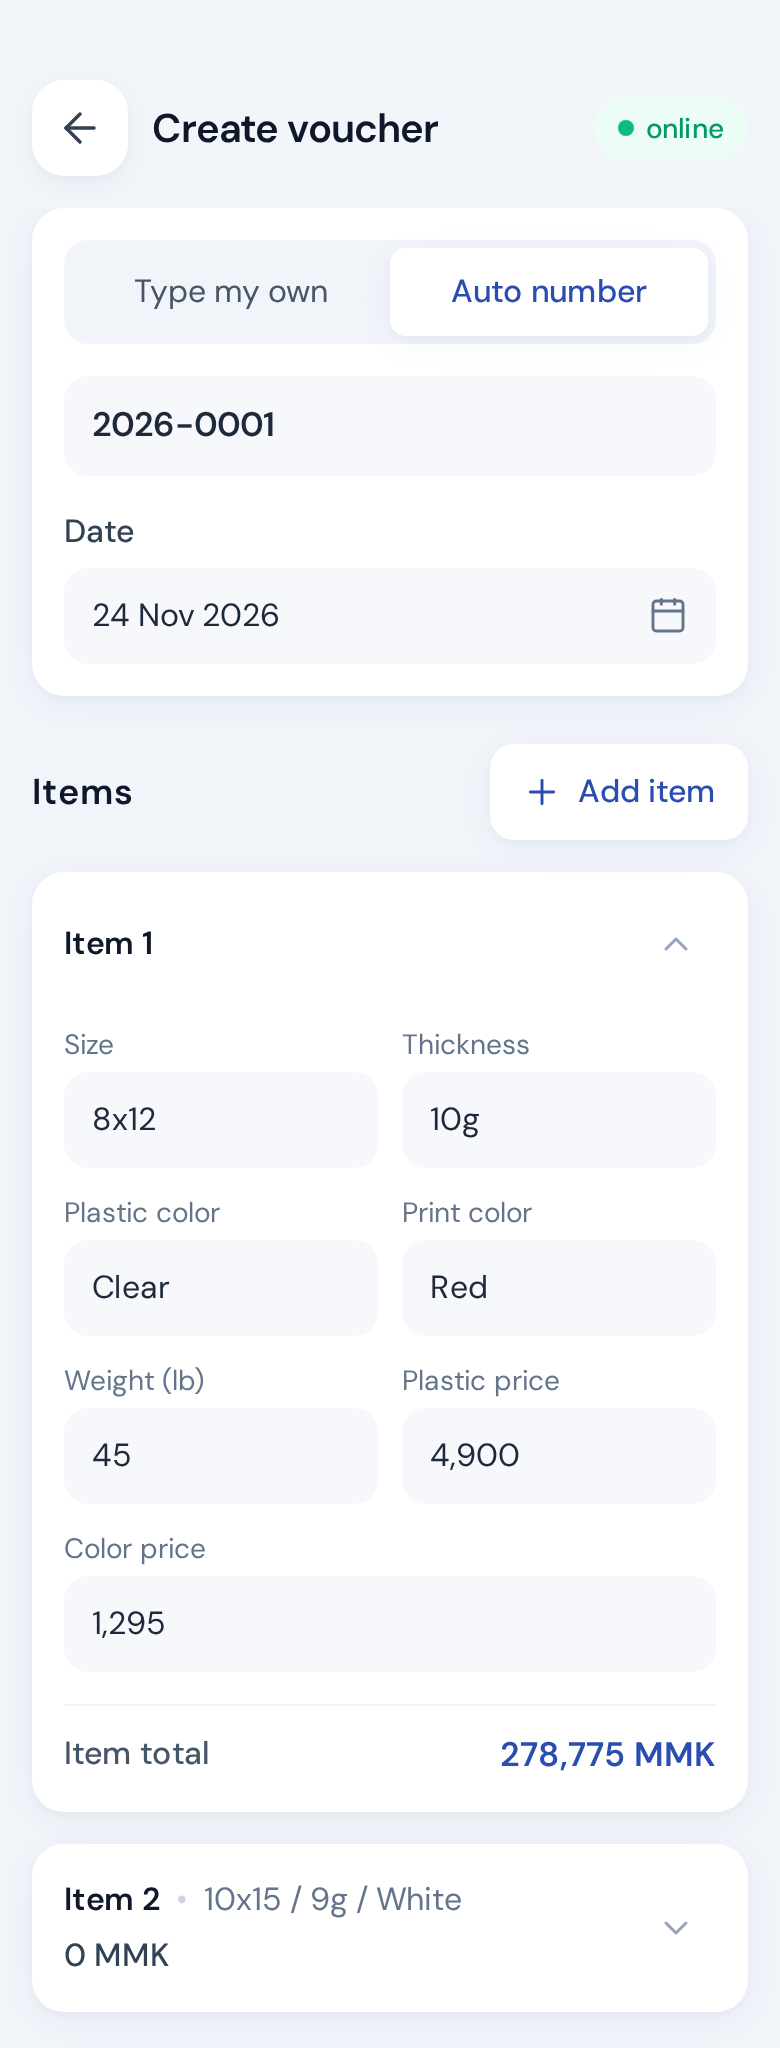 Create voucher
online
Type my own
Auto number
2026-0001
Date
24 Nov 2026
Items
Add item
Item 1
Size
Thickness
8x12
10g
Plastic color
Print color
Clear
Red
Weight (lb)
Plastic price
45
4,900
Color price
1,295
Item total
278,775 MMK
Item 2 • 10x15 / 9g / White
0 MMK